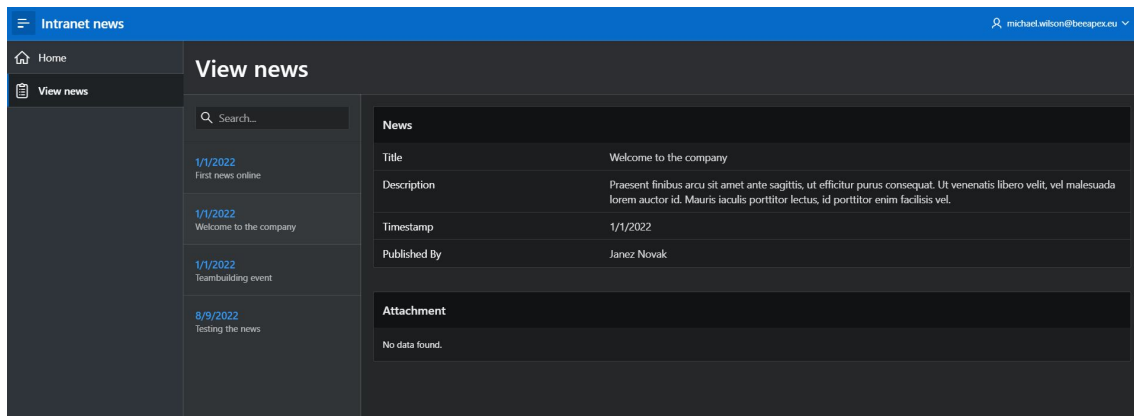 Intranet news
michael.wilson@beeapex.eu
Home
View news
View news
Search...
1/1/2022
First news online
1/1/2022
Welcome to the company
1/1/2022
Teambuilding event
8/9/2022
Testing the news
News
Title Welcome to the company
Description Praesent finibus arcu sit amet ante sagittis, ut efficitur purus consequat. Ut venenatis libero velit, vel malesuada
lorem auctor id. Mauris iaculis porttitor lectus, id porttitor enim facilisis vel.
Timestamp 1/1/2022
Published By Janez Novak
Attachment
No data found.